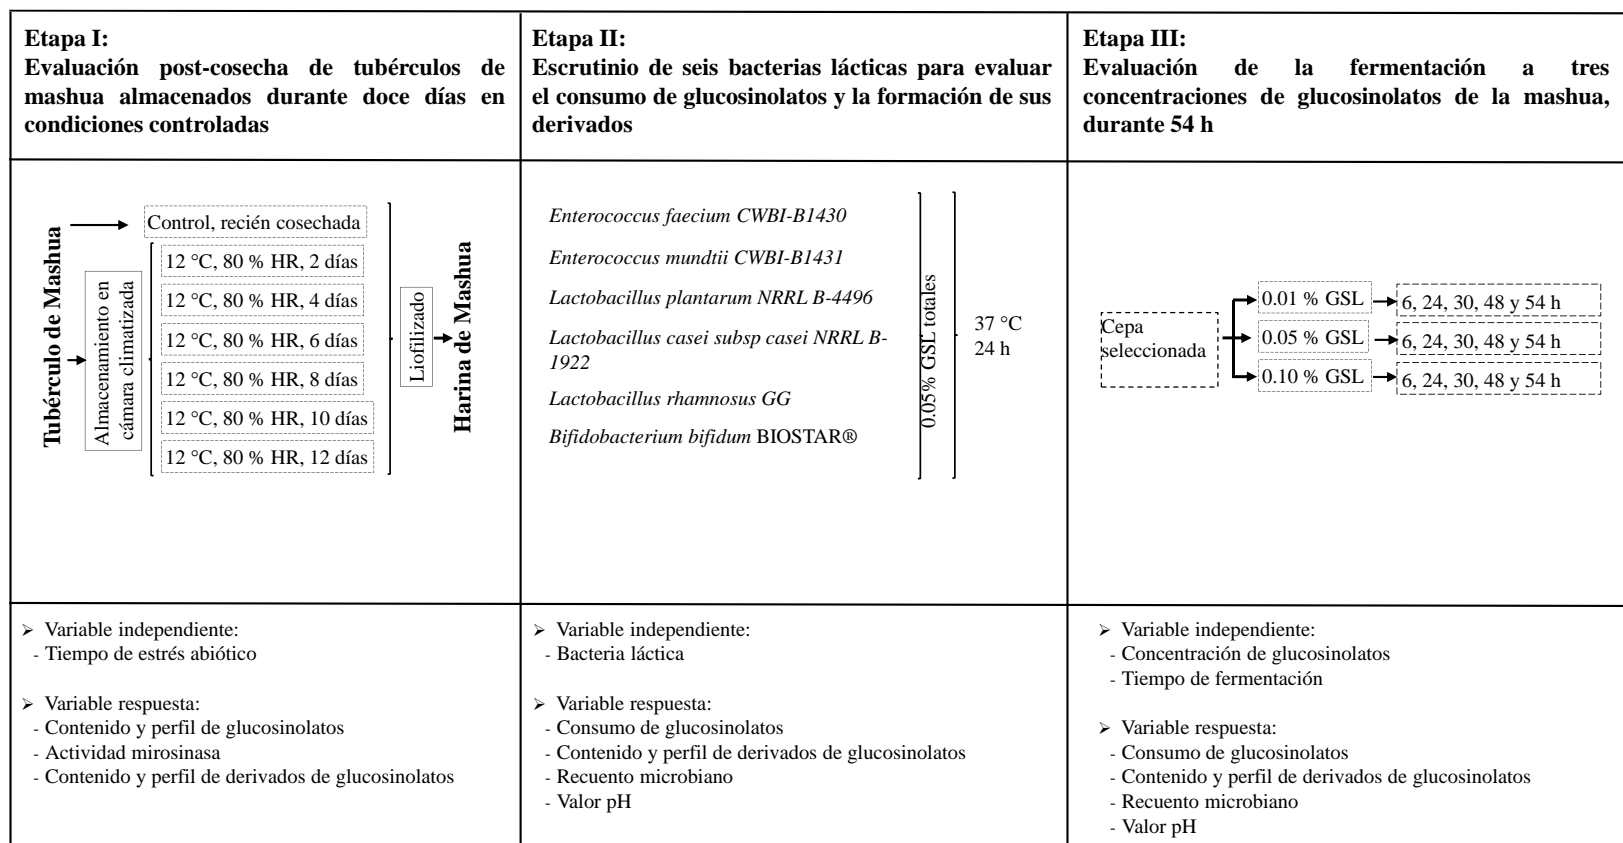 Etapa I:
Evaluación post-cosecha de tubérculos de
mashua almacenados durante doce días en
condiciones controladas
Etapa II:
Escrutinio de seis bacterias lácticas para evaluar
el consumo de glucosinolatos y la formación de sus
derivados
Etapa III:
Evaluación de la fermentación a tres
concentraciones de glucosinolatos de la mashua,
durante 54 h
Tubérculo de Mashua
Control, recién cosechada
Almacenamiento en
cámara climatizada
12 °C, 80 % HR, 2 días
12 °C, 80 % HR, 4 días
12 °C, 80 % HR, 6 días
12 °C, 80 % HR, 8 días
12 °C, 80 % HR, 10 días
12 °C, 80 % HR, 12 días
Liofilizado
Harina de Mashua
Enterococcus faecium CWBI-B1430
Enterococcus mundtii CWBI-B1431
Lactobacillus plantarum NRRL B-4496
Lactobacillus casei subsp casei NRRL B-
1922
Lactobacillus rhamnosus GG
Bifidobacterium bifidum BIOSTAR®
0.05% GSL totales
37 °C
24 h
Cepa
seleccionada
0.01 % GSL
6, 24, 30, 48 y 54 h
0.05 % GSL
6, 24, 30, 48 y 54 h
0.10 % GSL
6, 24, 30, 48 y 54 h
➢ Variable independiente:
- Tiempo de estrés abiótico
➢ Variable respuesta:
- Contenido y perfil de glucosinolatos
- Actividad mirosinasa
- Contenido y perfil de derivados de glucosinolatos
➢ Variable independiente:
- Bacteria láctica
➢ Variable respuesta:
- Consumo de glucosinolatos
- Contenido y perfil de derivados de glucosinolatos
- Recuento microbiano
- Valor pH
➢ Variable independiente:
- Concentración de glucosinolatos
- Tiempo de fermentación
➢ Variable respuesta:
- Consumo de glucosinolatos
- Contenido y perfil de derivados de glucosinolatos
- Recuento microbiano
- Valor pH